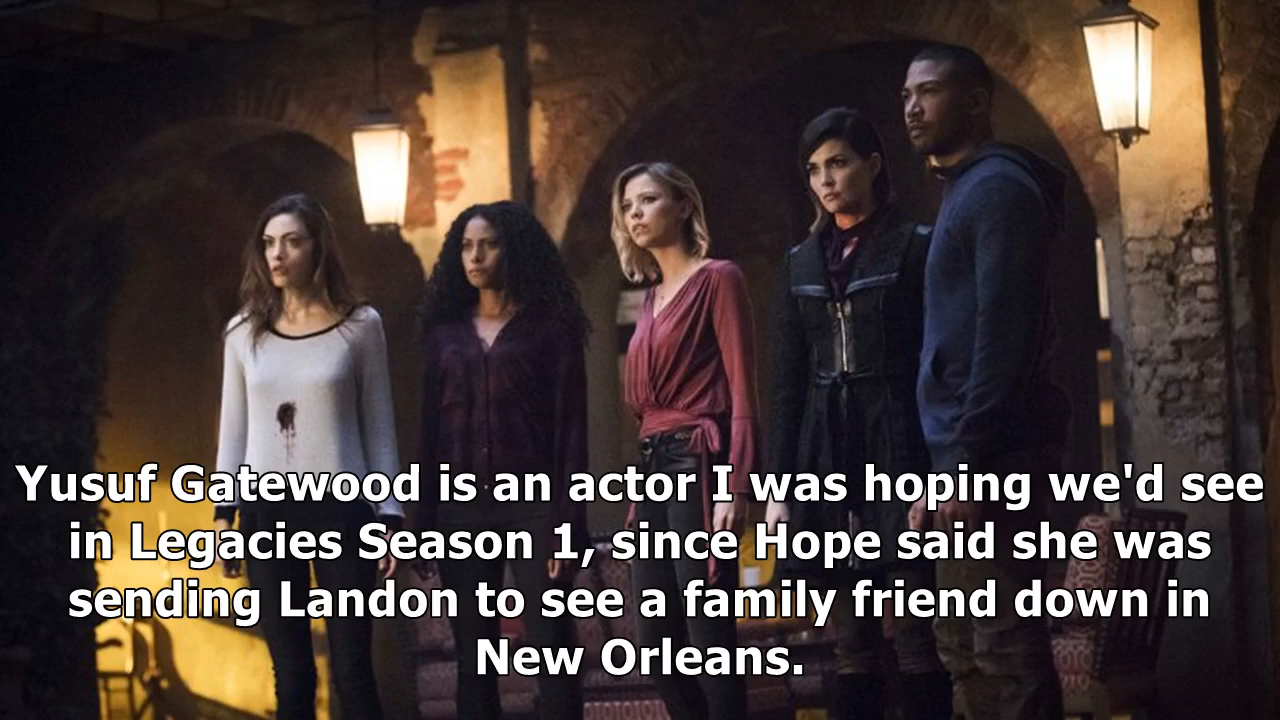 Yusuf Gatewood is an actor I was hoping we'd see
in Legacies Season 1, since Hope said she was
sending Landon to see a family friend down in
New Orleans.